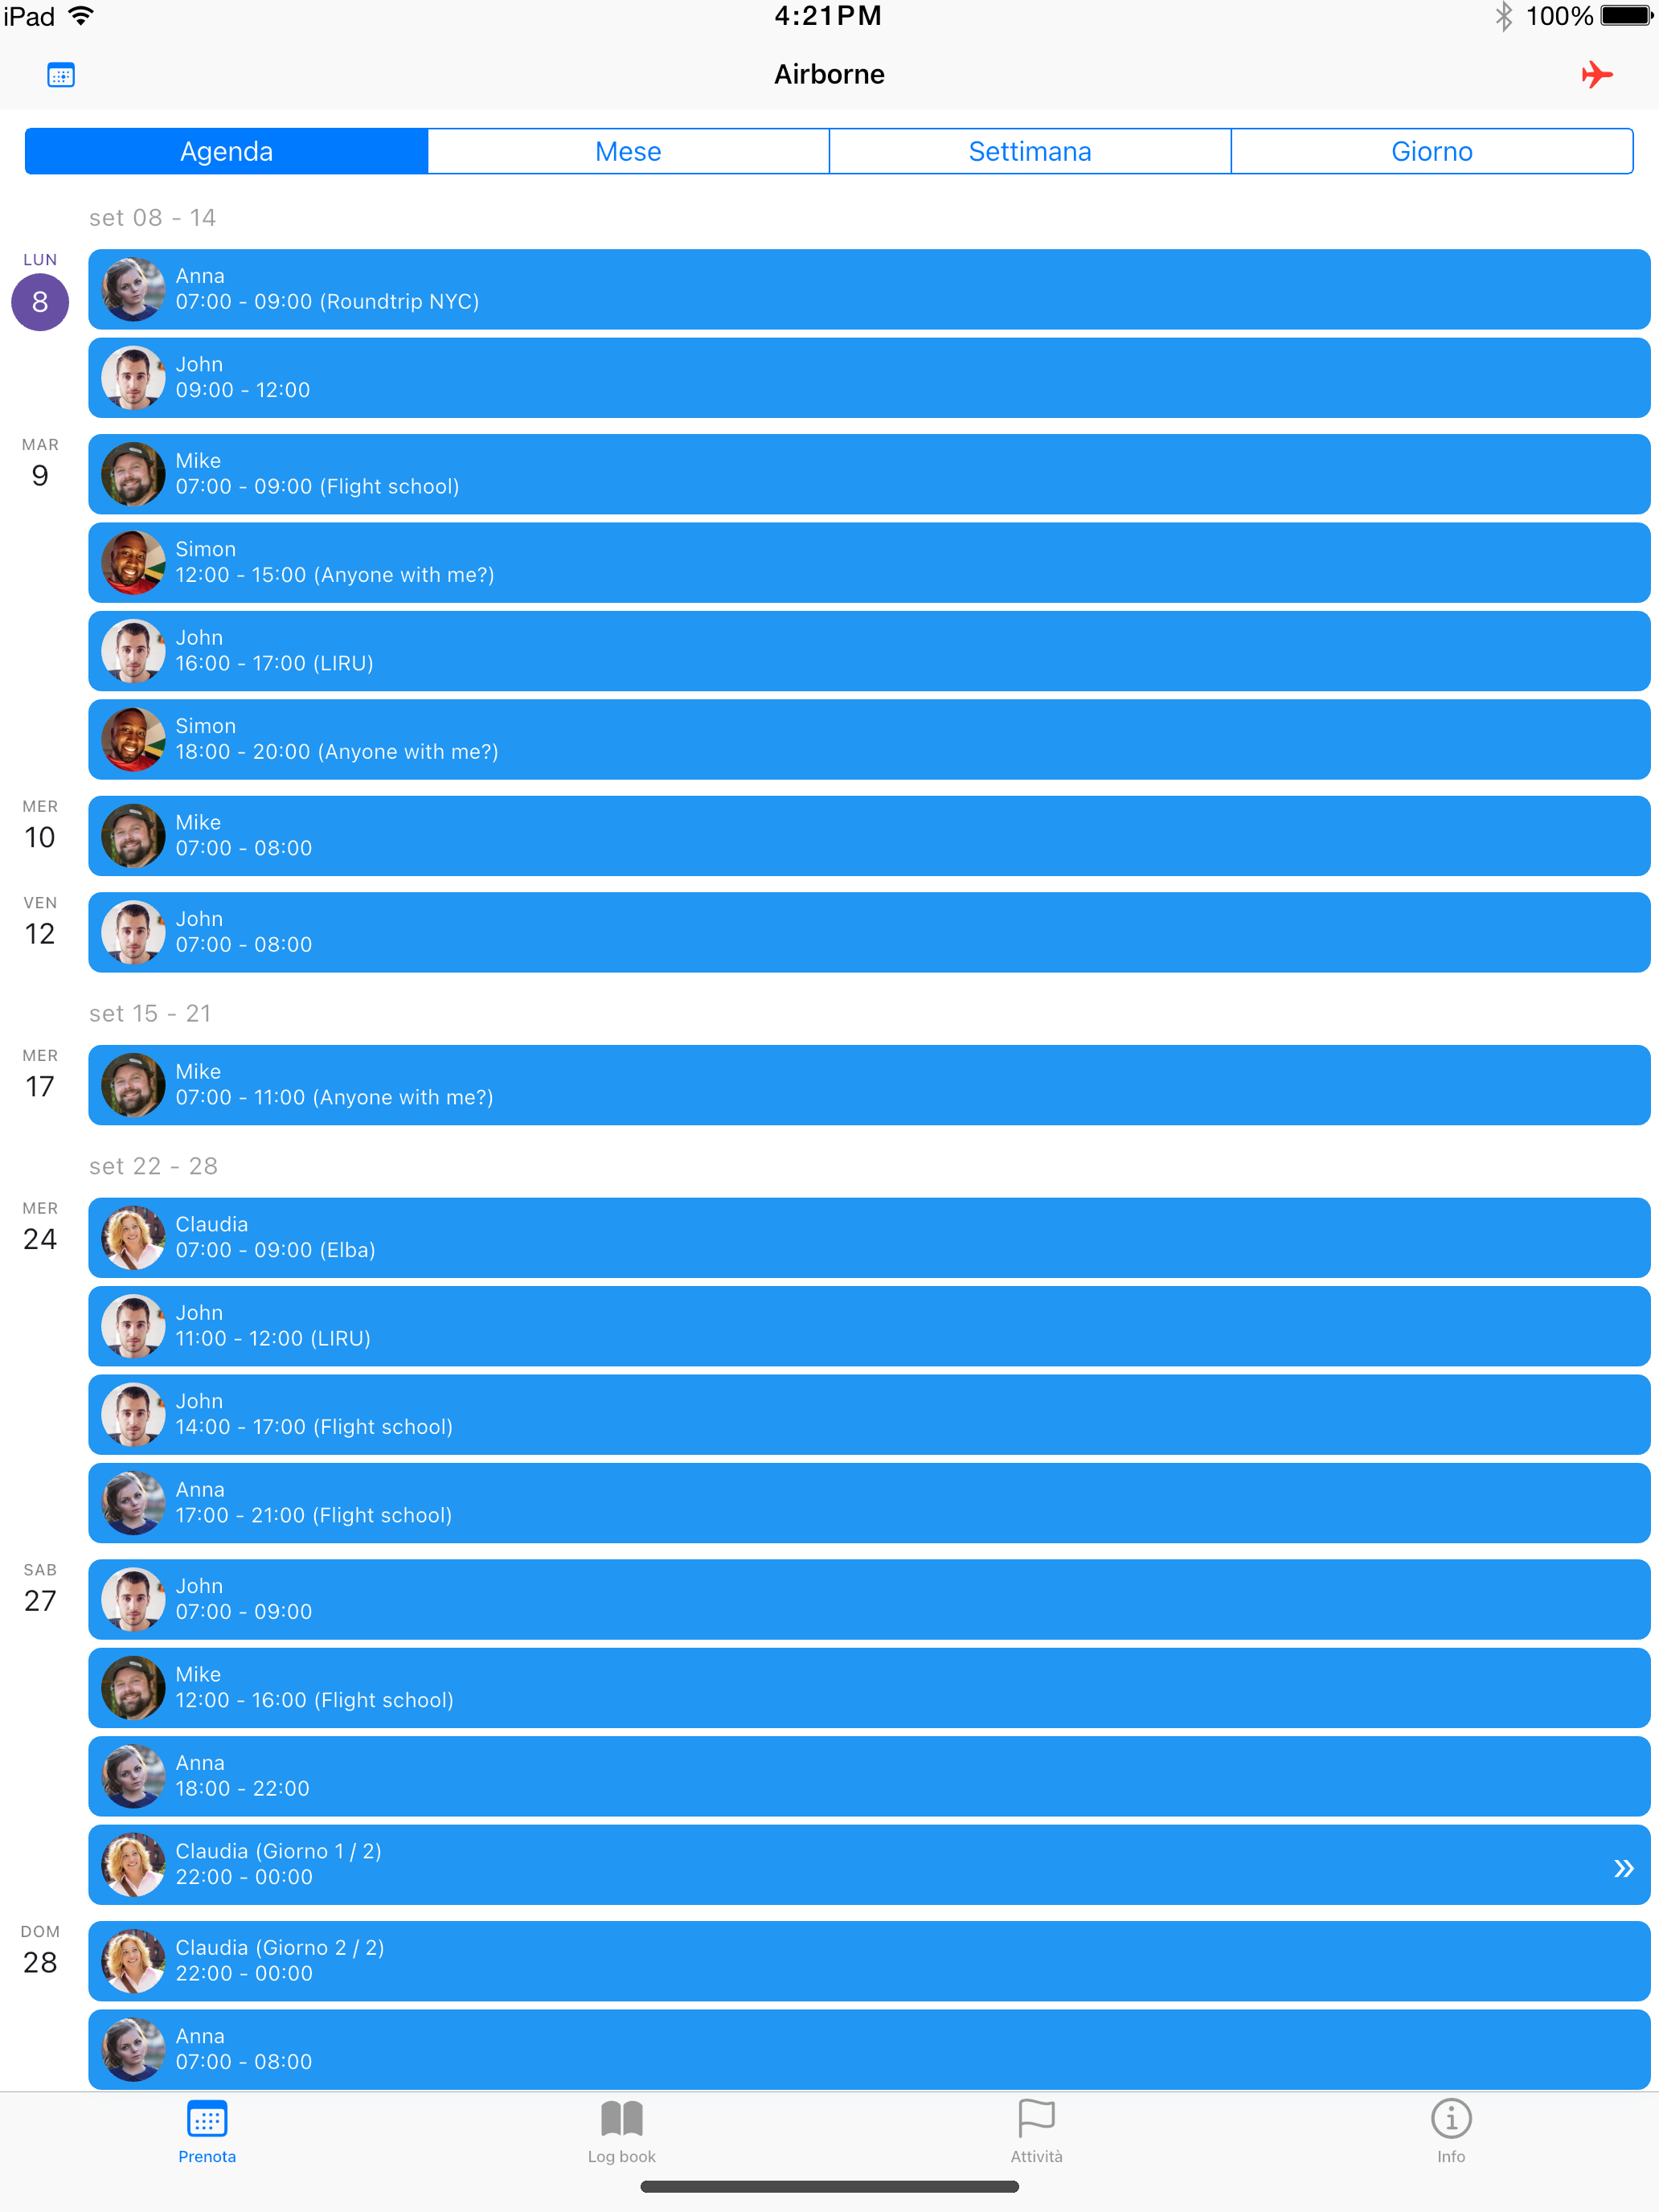 iPad 4:21PM 100%
Airborne
Agenda Mese Settimana Giorno
set 08 - 14
LUN
8
Anna
07:00 - 09:00 (Roundtrip NYC)
John
09:00 - 12:00
MAR
9
Mike
07:00 - 09:00 (Flight school)
Simon
12:00 - 15:00 (Anyone with me?)
John
16:00 - 17:00 (LIRU)
Simon
18:00 - 20:00 (Anyone with me?)
MER
10
Mike
07:00 - 08:00
VEN
12
John
07:00 - 08:00
set 15 - 21
MER
17
Mike
07:00 - 11:00 (Anyone with me?)
set 22 - 28
MER
24
Claudia
07:00 - 09:00 (Elba)
John
11:00 - 12:00 (LIRU)
John
14:00 - 17:00 (Flight school)
Anna
17:00 - 21:00 (Flight school)
SAB
27
John
07:00 - 09:00
Mike
12:00 - 16:00 (Flight school)
Anna
18:00 - 22:00
Claudia (Giorno 1 / 2)
22:00 - 00:00
DOM
28
Claudia (Giorno 2 / 2)
22:00 - 00:00
Anna
07:00 - 08:00
Prenota Log book Attività Info